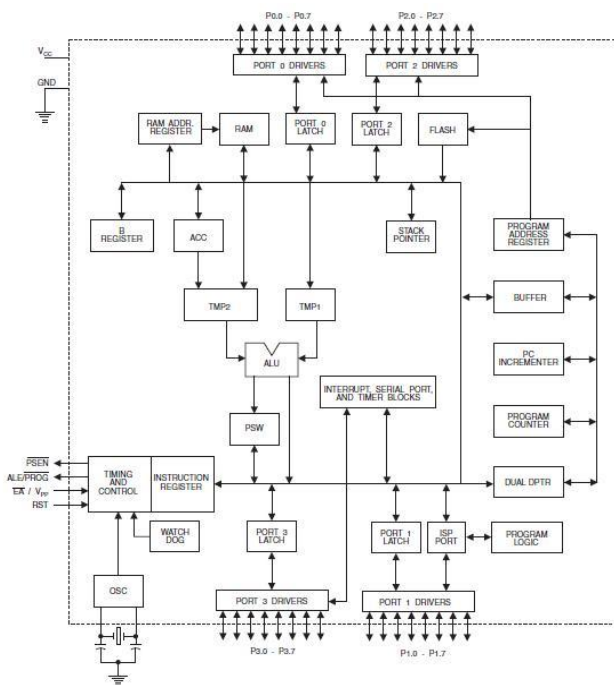 P0.0 - P0.7
P2.0 - P2.7
VCC
GND
PORT 0 DRIVERS
PORT 2 DRIVERS
RAM ADDR.
REGISTER
RAM
PORT 0
LATCH
PORT 2
LATCH
FLASH
B
REGISTER
ACC
STACK
POINTER
PROGRAM
ADDRESS
REGISTER
BUFFER
TMP2
TMP1
PC
INCREMENTER
ALU
INTERRUPT, SERIAL PORT,
AND TIMER BLOCKS
PROGRAM
COUNTER
PSW
PSEN
ALE/PROG
EA / VPP
RST
TIMING
AND
CONTROL
INSTRUCTION
REGISTER
DUAL DPTR
WATCH
DOG
PORT 3
LATCH
PORT 1
LATCH
ISP
PORT
PROGRAM
LOGIC
OSC
PORT 3 DRIVERS
PORT 1 DRIVERS
P3.0 - P3.7
P1.0 - P1.7